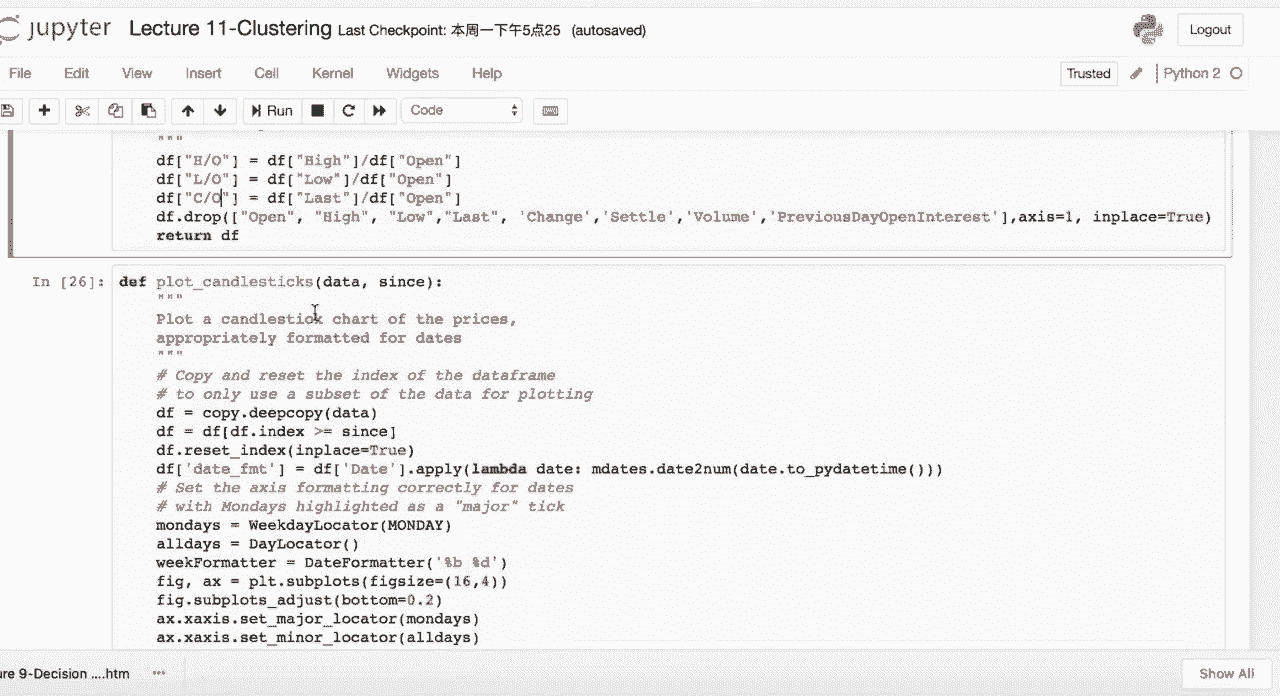 jupyter Lecture 11-Clustering Last Checkpoint: 本周一下午5点25 (autosaved) Logout
File Edit View Insert Cell Kernel Widgets Help Trusted Python 2
Run Code
"""
df["H/O"] = df["High"]/df["Open"]
df["L/O"] = df["Low"]/df["Open"]
df["C/O"] = df["Last"]/df["Open"]
df.drop(["Open", "High", "Low","Last", 'Change','Settle','Volume','PreviousDayOpenInterest'],axis=1, inplace=True)
return df
In [26]: def plot_candlesticks(data, since):
"""
Plot a candlestick chart of the prices,
appropriately formatted for dates
"""
# Copy and reset the index of the dataframe
# to only use a subset of the data for plotting
df = copy.deepcopy(data)
df = df[df.index >= since]
df.reset_index(inplace=True)
df['date_fmt'] = df['Date'].apply(lambda date: mdates.date2num(date.to_pydatetime()))
# Set the axis formatting correctly for dates
# with Mondays highlighted as a "major" tick
mondays = WeekdayLocator(MONDAY)
alldays = DayLocator()
weekFormatter = DateFormatter('%b %d')
fig, ax = plt.subplots(figsize=(16,4))
fig.subplots_adjust(bottom=0.2)
ax.xaxis.set_major_locator(mondays)
ax.xaxis.set_minor_locator(alldays)
ure 9-Decision ....htm Show All